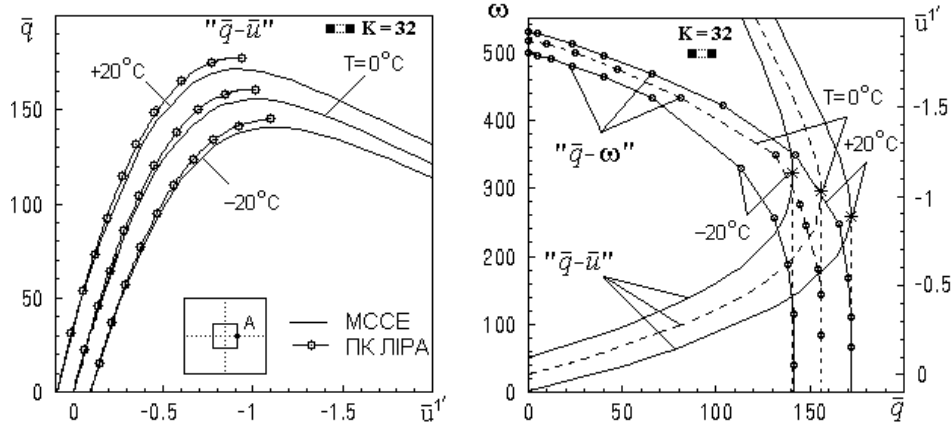 q̄ "q̄-ū" K = 32
200
+20°C T=0°C
150
100
−20°C
50
A
MCCE
ПК ЛІРА
0
0 -0.5 -1 -1.5 ū¹′
ω K = 32 ū¹′
500
-1.5
T=0°C
400
"q̄-ω" +20°C
300
-1
−20°C
200
"q̄-ū"
-0.5
100
0
0
0 50 100 150 q̄